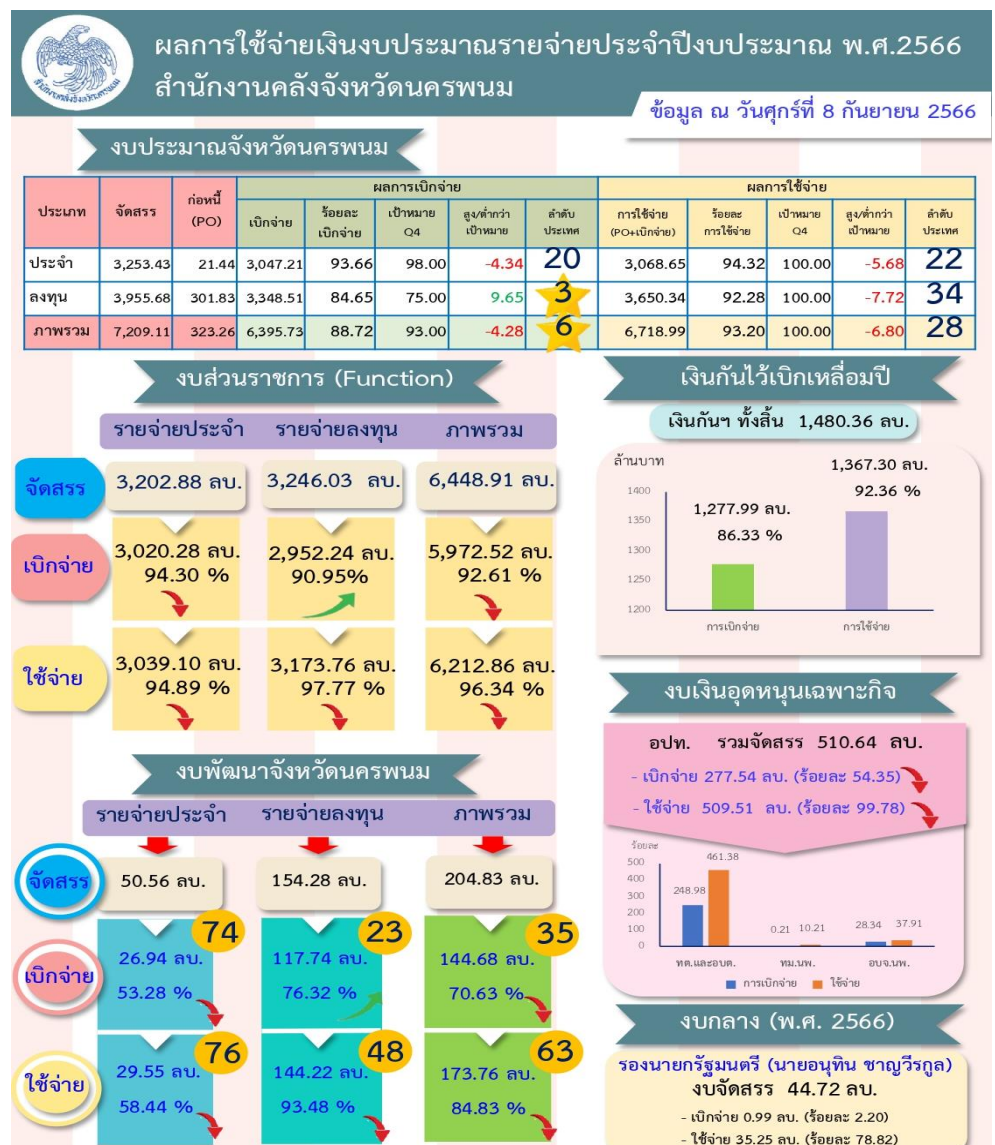 ผลการใช้จ่ายเงินงบประมาณรายจ่ายประจำปีงบประมาณ พ.ศ.2566
สำนักงานคลังจังหวัดนครพนม
ข้อมูล ณ วันศุกร์ที่ 8 กันยายน 2566
งบประมาณจังหวัดนครพนม
ประเภท จัดสรร ก่อหนี้ (PO) ผลการเบิกจ่าย ผลการใช้จ่าย
เบิกจ่าย ร้อยละเบิกจ่าย เป้าหมาย Q4 สูง/ต่ำกว่าเป้าหมาย ลำดับประเทศ การใช้จ่าย (PO+เบิกจ่าย) ร้อยละการใช้จ่าย เป้าหมาย Q4 สูง/ต่ำกว่าเป้าหมาย ลำดับประเทศ
ประจำ 3,253.43 21.44 3,047.21 93.66 98.00 -4.34 20 3,068.65 94.32 100.00 -5.68 22
ลงทุน 3,955.68 301.83 3,348.51 84.65 75.00 9.65 3 3,650.34 92.28 100.00 -7.72 34
ภาพรวม 7,209.11 323.26 6,395.73 88.72 93.00 -4.28 6 6,718.99 93.20 100.00 -6.80 28
งบส่วนราชการ (Function)
รายจ่ายประจำ รายจ่ายลงทุน ภาพรวม
จัดสรร 3,202.88 ลบ. 3,246.03 ลบ. 6,448.91 ลบ.
เบิกจ่าย 3,020.28 ลบ. 2,952.24 ลบ. 5,972.52 ลบ.
94.30 % 90.95% 92.61 %
ใช้จ่าย 3,039.10 ลบ. 3,173.76 ลบ. 6,212.86 ลบ.
94.89 % 97.77 % 96.34 %
งบพัฒนาจังหวัดนครพนม
รายจ่ายประจำ รายจ่ายลงทุน ภาพรวม
จัดสรร 50.56 ลบ. 154.28 ลบ. 204.83 ลบ.
74 23 35
เบิกจ่าย 26.94 ลบ. 117.74 ลบ. 144.68 ลบ.
53.28 % 76.32 % 70.63 %
76 48 63
ใช้จ่าย 29.55 ลบ. 144.22 ลบ. 173.76 ลบ.
58.44 % 93.48 % 84.83 %
เงินกันไว้เบิกเหลื่อมปี
เงินกันฯ ทั้งสิ้น 1,480.36 ลบ.
ล้านบาท
1,367.30 ลบ.
92.36 %
1,277.99 ลบ.
86.33 %
1400
1350
1300
1250
1200
การเบิกจ่าย การใช้จ่าย
งบเงินอุดหนุนเฉพาะกิจ
อปท. รวมจัดสรร 510.64 ลบ.
- เบิกจ่าย 277.54 ลบ. (ร้อยละ 54.35)
- ใช้จ่าย 509.51 ลบ. (ร้อยละ 99.78)
ร้อยละ
500
400
300
200
100
0
248.98 461.38 0.21 10.21 28.34 37.91
ทต.และอบต. ทม.นพ. อบจ.นพ.
การเบิกจ่าย ใช้จ่าย
งบกลาง (พ.ศ. 2566)
รองนายกรัฐมนตรี (นายอนุทิน ชาญวีรกูล)
งบจัดสรร 44.72 ลบ.
- เบิกจ่าย 0.99 ลบ. (ร้อยละ 2.20)
- ใช้จ่าย 35.25 ลบ. (ร้อยละ 78.82)